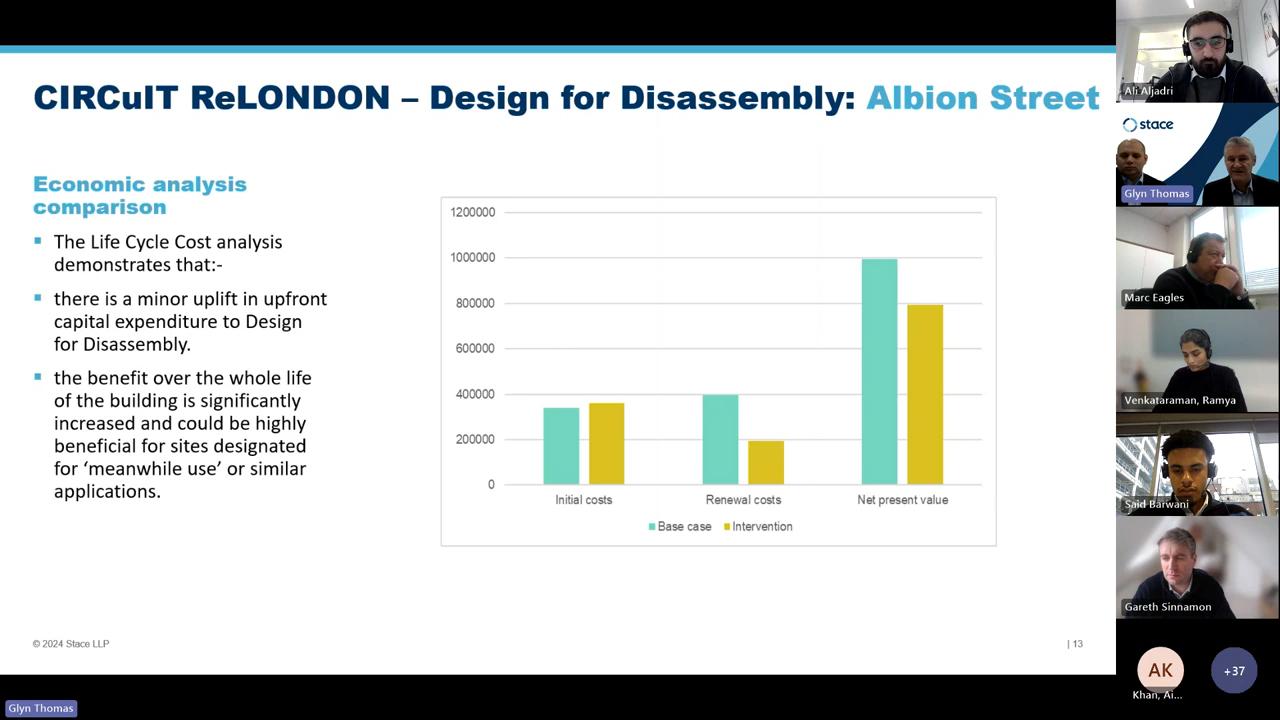 CIRCuIT ReLONDON – Design for Disassembly: Albion Street
Economic analysis
comparison
The Life Cycle Cost analysis
demonstrates that:-
there is a minor uplift in upfront
capital expenditure to Design
for Disassembly.
the benefit over the whole life
of the building is significantly
increased and could be highly
beneficial for sites designated
for ‘meanwhile use’ or similar
applications.
1200000
1000000
800000
600000
400000
200000
0
Initial costs
Renewal costs
Net present value
Base case
Intervention
© 2024 Stace LLP
| 13
Glyn Thomas
Ali Aljadri
stace
Glyn Thomas
Marc Eagles
Venkataraman, Ramya
Said Barwani
Gareth Sinnamon
AK
+37
Khan, Ai...